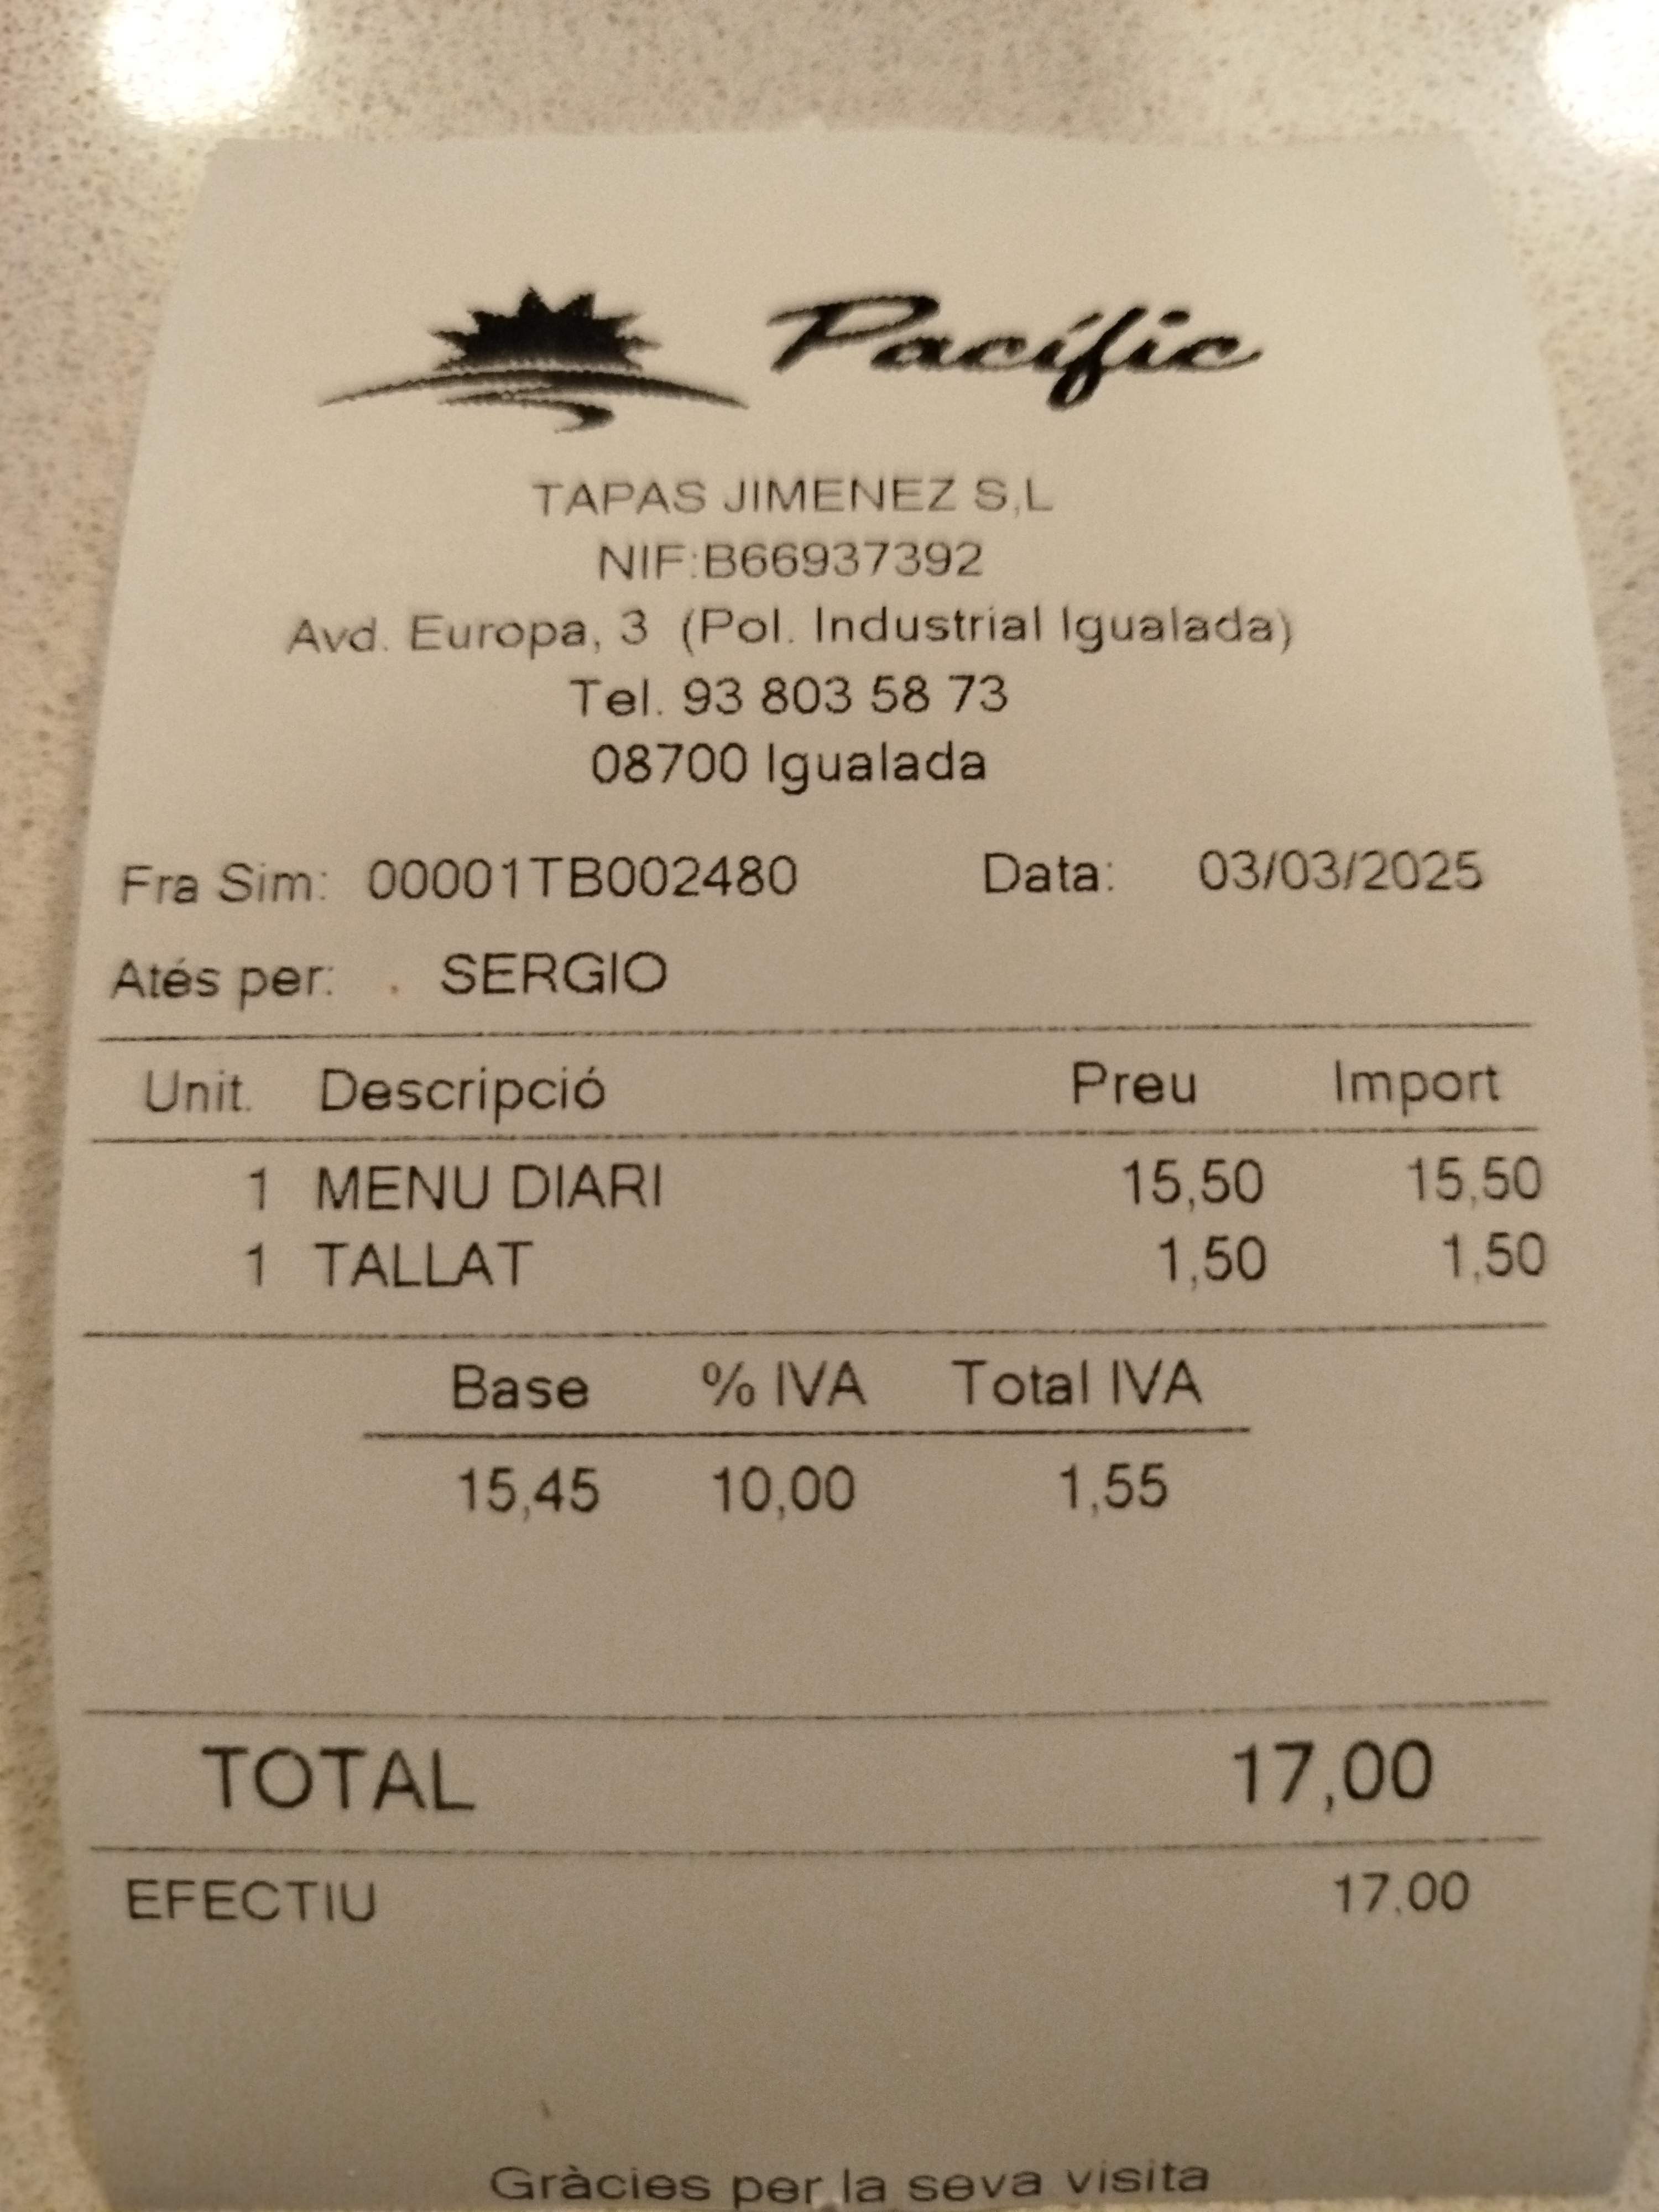 Pacífic
TAPAS JIMENEZ S,L
NIF:B66937392
Avd. Europa, 3 (Pol. Industrial Igualada)
Tel. 93 803 58 73
08700 Igualada
Fra Sim: 00001TB002480 Data: 03/03/2025
Atés per: SERGIO
Unit. Descripció Preu Import
1 MENU DIARI 15,50 15,50
1 TALLAT 1,50 1,50
Base % IVA Total IVA
15,45 10,00 1,55
TOTAL 17,00
EFECTIU 17,00
Gràcies per la seva visita